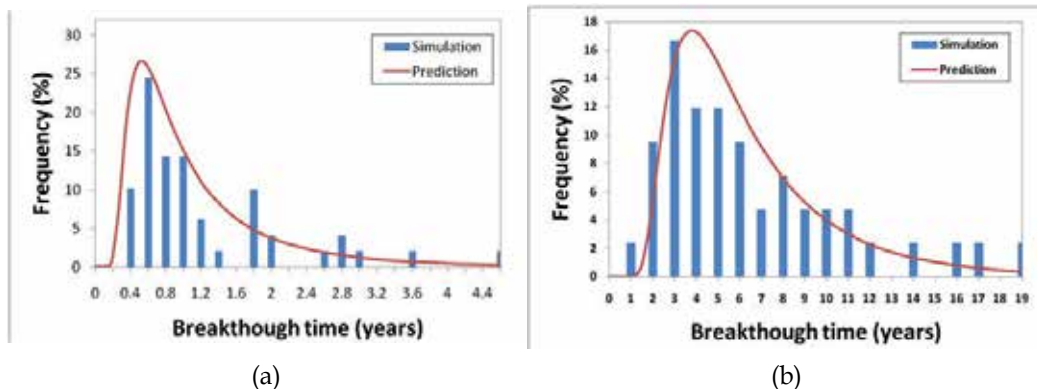 30
25
20
15
10
5
0
Frequency (%)
Simulation
Prediction
0 0.4 0.8 1.2 1.6 2 2.4 2.8 3.2 3.6 4 4.4
Breakthough time (years)
(a)
18
16
14
12
10
8
6
4
2
0
Frequency (%)
Simulation
Prediction
0 1 2 3 4 5 6 7 8 9 10 11 12 13 14 15 16 17 18 19
Breakthough time (years)
(b)